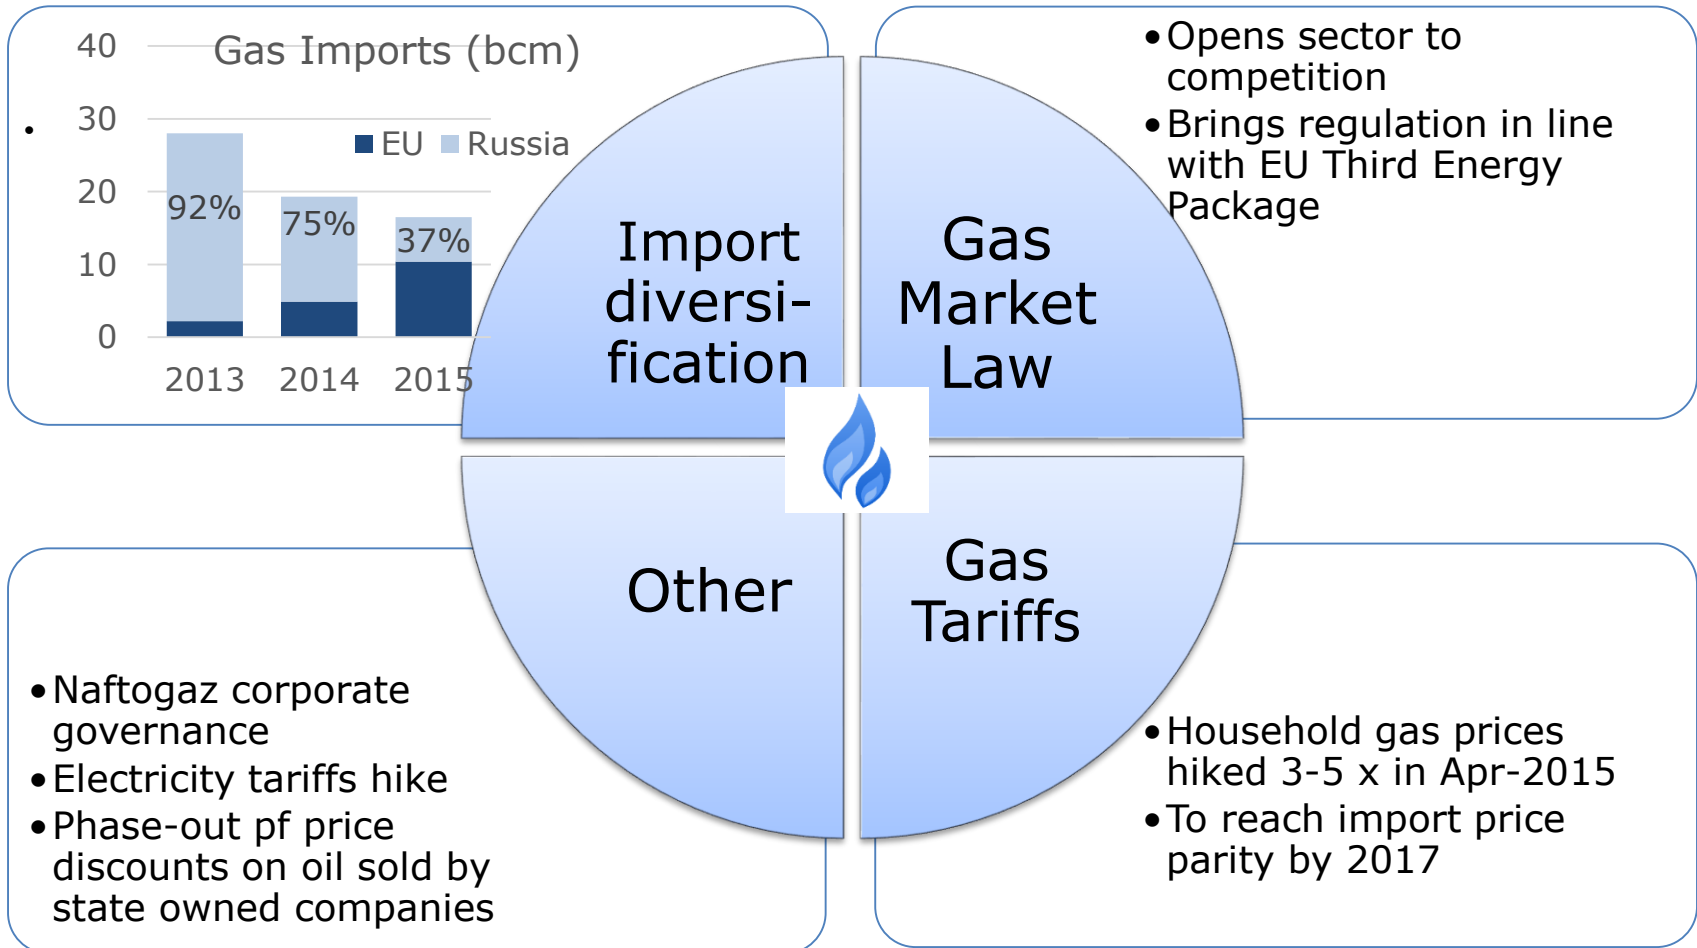 Gas Imports (bcm)
40
30
20
10
0
EU
Russia
92%
75%
37%
2013
2014
2015
Import
diversi-
fication
Gas
Market
Law
•Opens sector to
competition
•Brings regulation in line
with EU Third Energy
Package
Other
•Naftogaz corporate
governance
•Electricity tariffs hike
•Phase-out pf price
discounts on oil sold by
state owned companies
Gas
Tariffs
•Household gas prices
hiked 3-5 x in Apr-2015
•To reach import price
parity by 2017